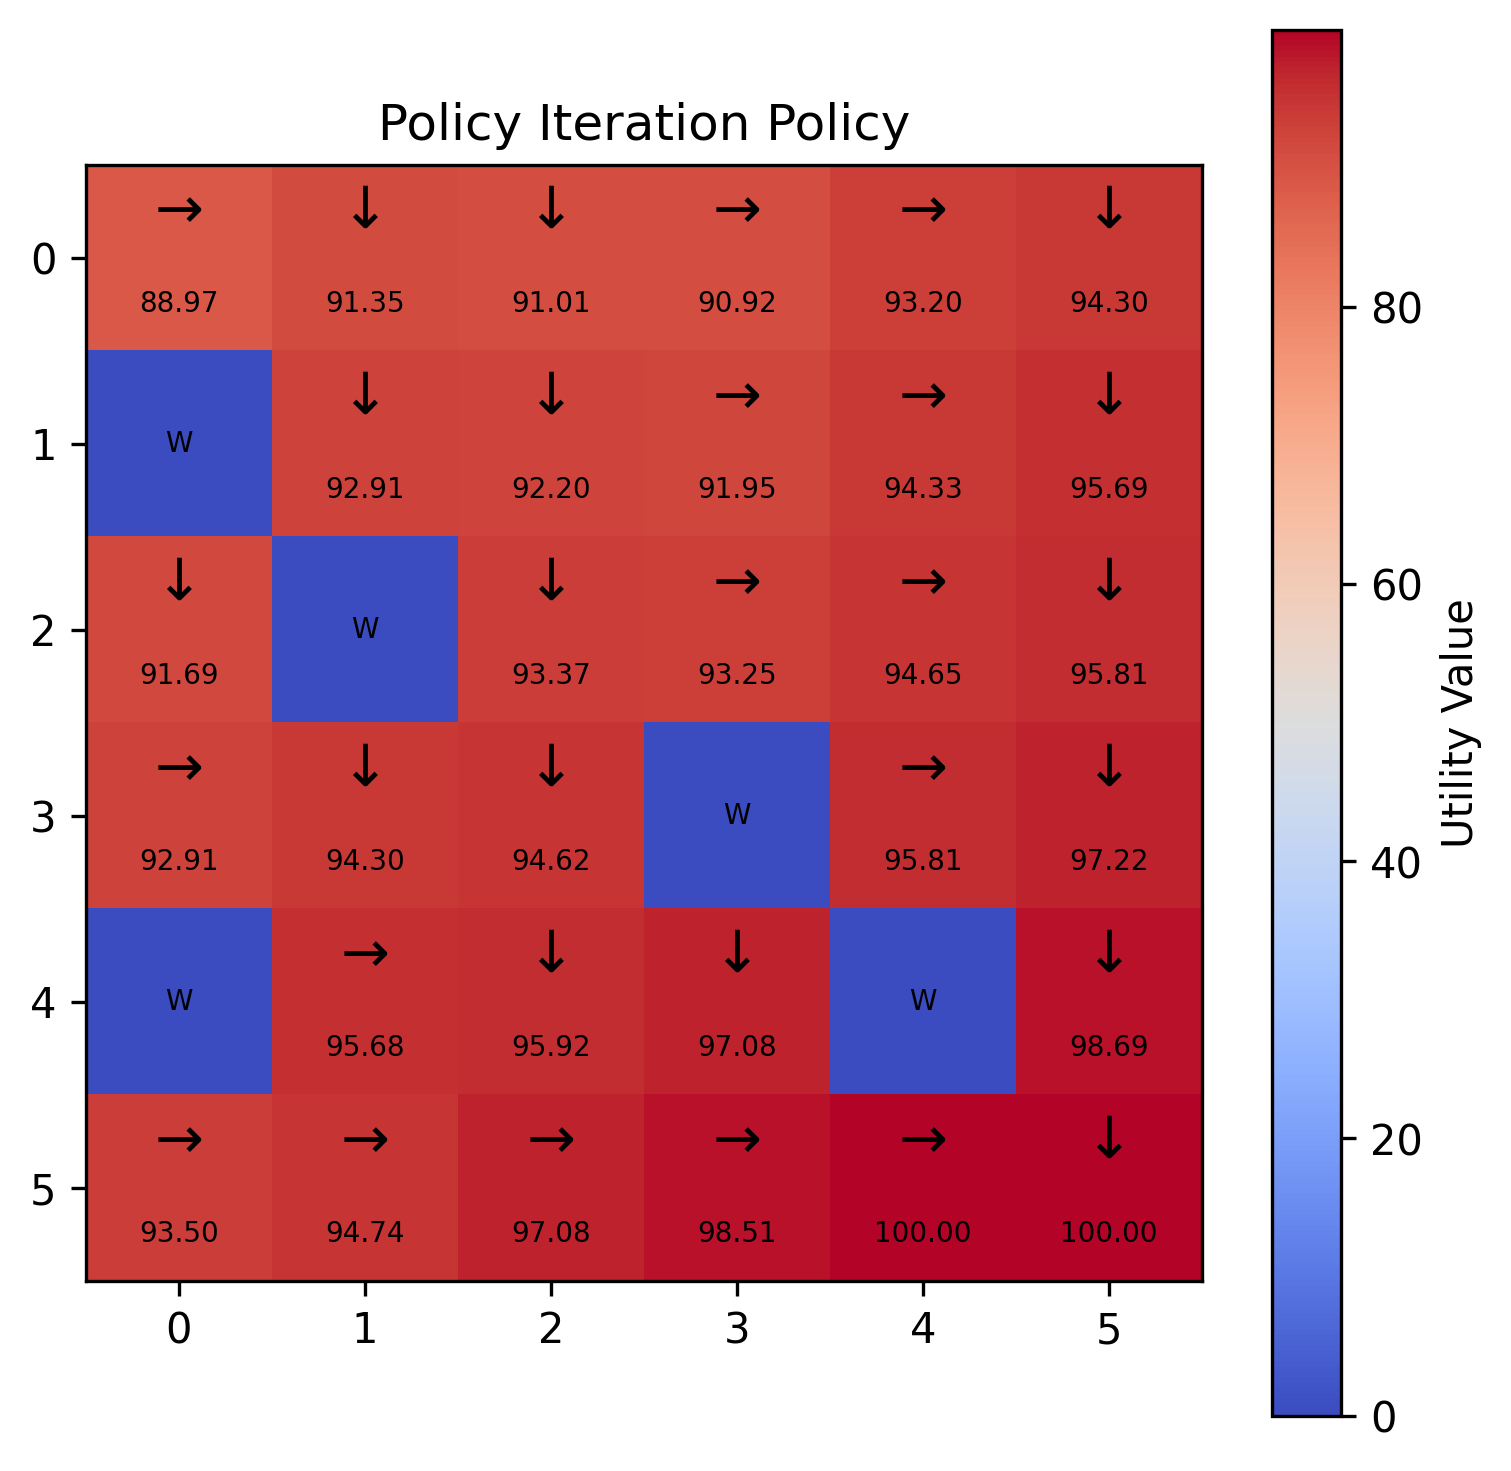 Policy Iteration Policy
0 → ↓ ↓ → → ↓
88.97 91.35 91.01 90.92 93.20 94.30
1 W ↓ ↓ → → ↓
92.91 92.20 91.95 94.33 95.69
2 ↓ W ↓ → → ↓
91.69 93.37 93.25 94.65 95.81
3 → ↓ ↓ W → ↓
92.91 94.30 94.62 95.81 97.22
4 W → ↓ ↓ W ↓
95.68 95.92 97.08 98.69
5 → → → → → ↓
93.50 94.74 97.08 98.51 100.00 100.00
0 1 2 3 4 5
80
60
40
20
0
Utility Value